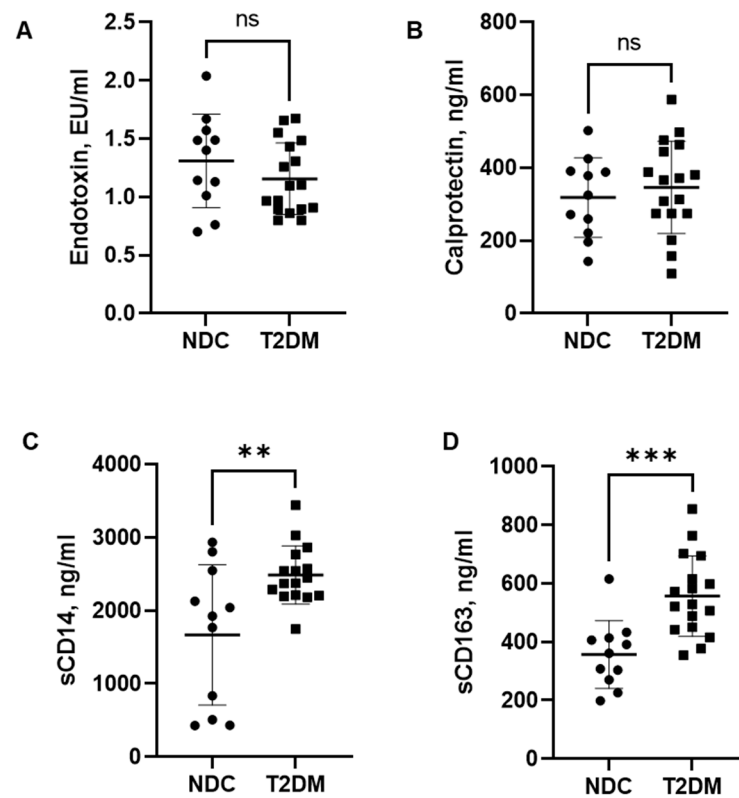 A
Endotoxin, EU/ml
2.5
2.0
1.5
1.0
0.5
0.0
ns
NDC
T2DM
B
Calprotectin, ng/ml
800
600
400
200
0
ns
NDC
T2DM
C
sCD14, ng/ml
4000
3000
2000
1000
0
**
NDC
T2DM
D
sCD163, ng/ml
1000
800
600
400
200
0
***
NDC
T2DM